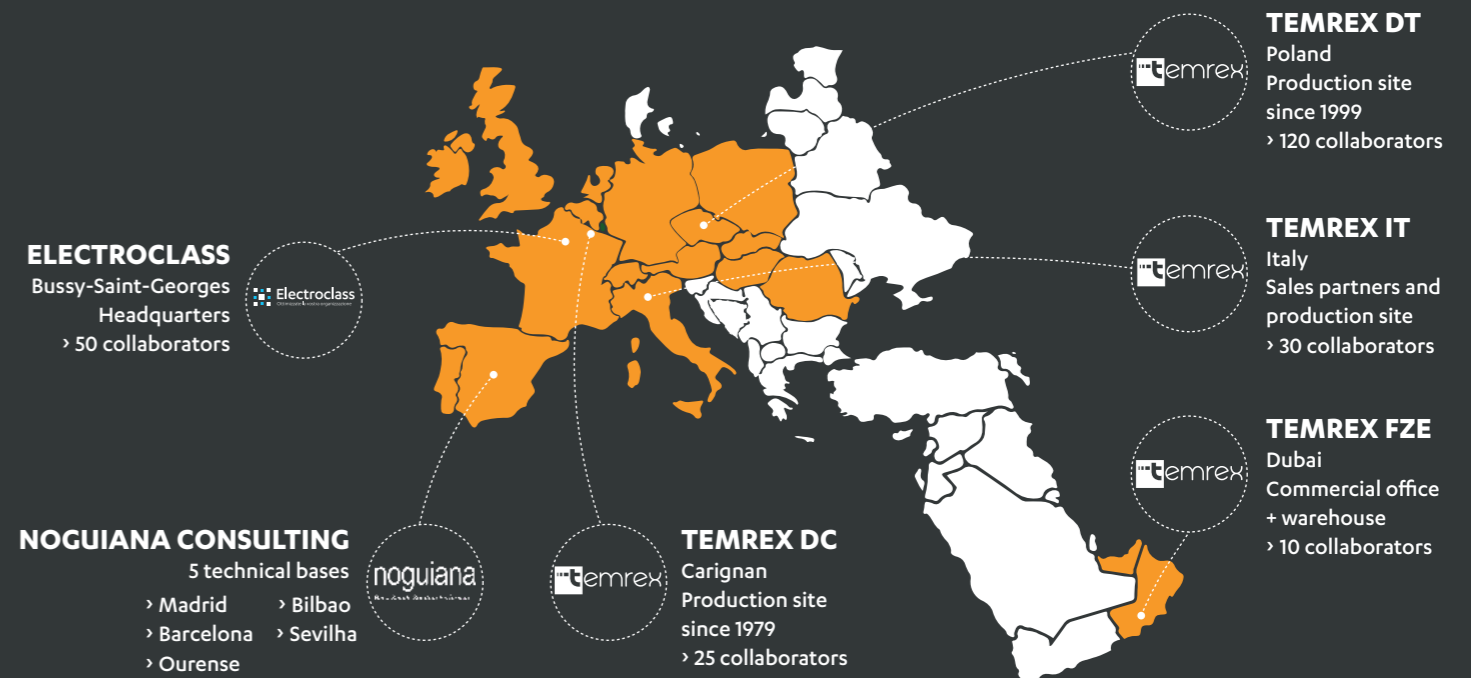 TEMREX DT
Poland
Production site
since 1999
› 120 collaborators
temrex
TEMREX IT
Italy
Sales partners and
production site
› 30 collaborators
temrex
ELECTROCLASS
Bussy-Saint-Georges
Headquarters
› 50 collaborators
Electroclass
TEMREX FZE
Dubai
Commercial office
+ warehouse
› 10 collaborators
temrex
NOGUIANA CONSULTING
5 technical bases
› Madrid › Bilbao
› Barcelona › Sevilha
› Ourense
noguiana
temrex
TEMREX DC
Carignan
Production site
since 1979
› 25 collaborators